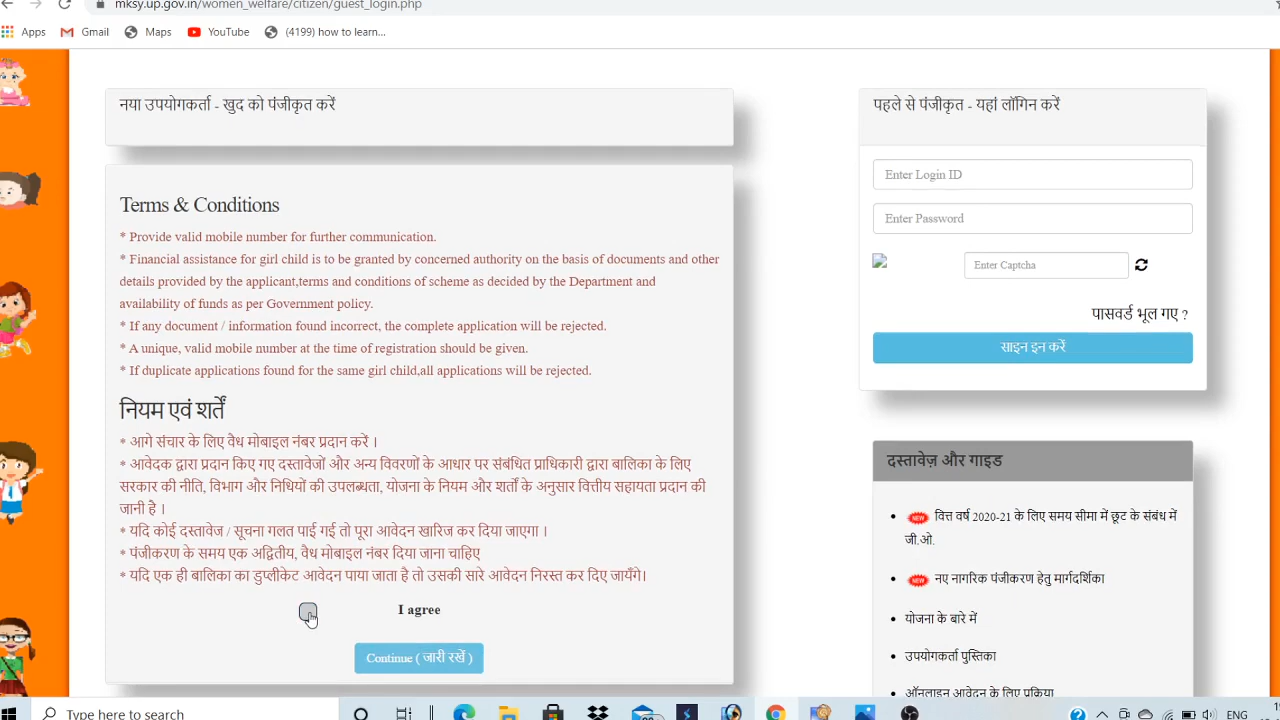 mksy.up.gov.in/women_welfare/citizen/guest_login.php
Apps Gmail Maps YouTube (4199) how to learn...
नया उपयोगकर्ता - खुद को पंजीकृत करें
Terms & Conditions
* Provide valid mobile number for further communication.
* Financial assistance for girl child is to be granted by concerned authority on the basis of documents and other
details provided by the applicant,terms and conditions of scheme as decided by the Department and
availability of funds as per Government policy.
* If any document / information found incorrect, the complete application will be rejected.
* A unique, valid mobile number at the time of registration should be given.
* If duplicate applications found for the same girl child,all applications will be rejected.
नियम एवं शर्तें
* आगे संचार के लिए वैध मोबाइल नंबर प्रदान करें ।
* आवेदक द्वारा प्रदान किए गए दस्तावेजों और अन्य विवरणों के आधार पर संबंधित प्राधिकारी द्वारा बालिका के लिए
सरकार की नीति, विभाग और निधियों की उपलब्धता, योजना के नियम और शर्तों के अनुसार वित्तीय सहायता प्रदान की
जानी है ।
* यदि कोई दस्तावेज / सूचना गलत पाई गई तो पूरा आवेदन खारिज कर दिया जाएगा ।
* पंजीकरण के समय एक अद्वितीय, वैध मोबाइल नंबर दिया जाना चाहिए
* यदि एक ही बालिका का डुप्लीकेट आवेदन पाया जाता है तो उसकी सारे आवेदन निरस्त कर दिए जायँगे।
I agree
Continue ( जारी रखें )
पहले से पंजीकृत - यहां लॉगिन करें
Enter Login ID
Enter Password
Enter Captcha
पासवर्ड भूल गए ?
साइन इन करें
दस्तावेज़ और गाइड
NEW वित्त वर्ष 2020-21 के लिए समय सीमा में छूट के संबंध में
जी.ओ.
NEW नए नागरिक पंजीकरण हेतु मार्गदर्शिका
योजना के बारे में
उपयोगकर्ता पुस्तिका
ऑनलाइन आवेदन के लिए प्रक्रिया
Type here to search
ENG